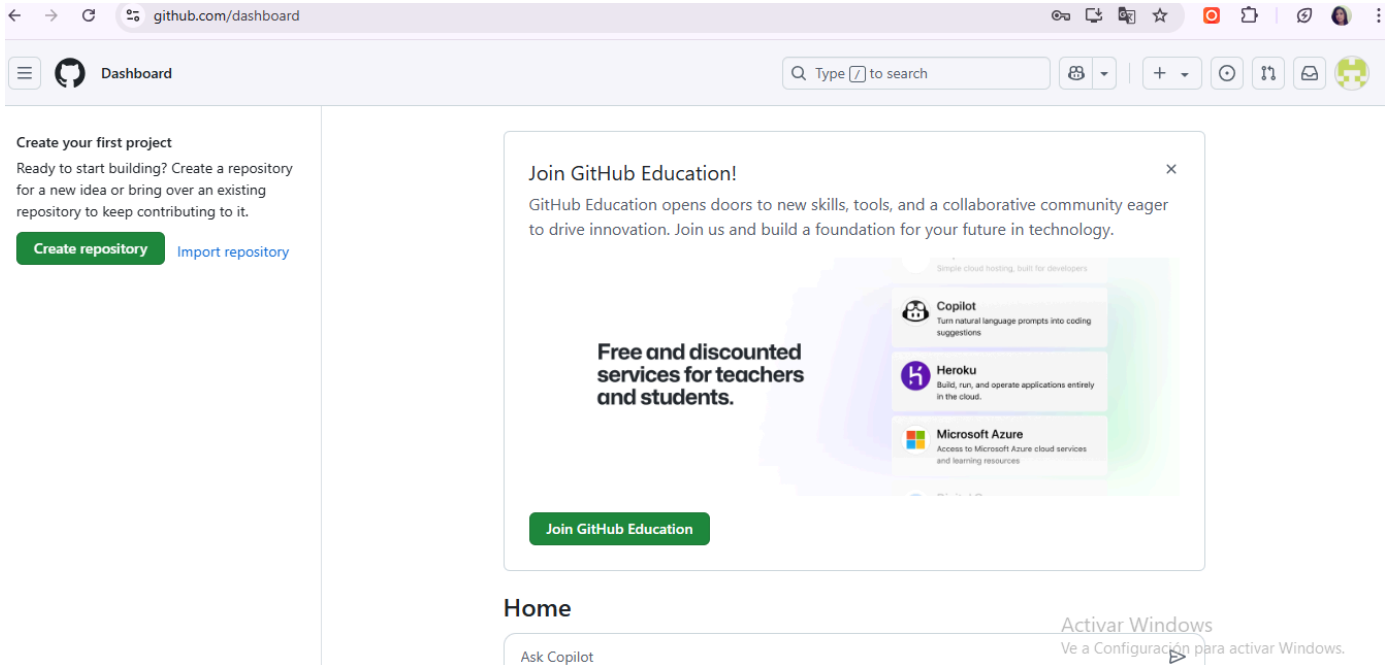 github.com/dashboard
Dashboard
Type / to search
Create your first project
Ready to start building? Create a repository
for a new idea or bring over an existing
repository to keep contributing to it.
Create repository
Import repository
Join GitHub Education!
GitHub Education opens doors to new skills, tools, and a collaborative community eager
to drive innovation. Join us and build a foundation for your future in technology.
Free and discounted
services for teachers
and students.
Simple cloud hosting, built for developers
Copilot
Turn natural language prompts into coding
suggestions
Heroku
Build, run, and operate applications entirely
in the cloud.
Microsoft Azure
Access to Microsoft Azure cloud services
and learning resources
Join GitHub Education
Home
Ask Copilot
Activar Windows
Ve a Configuración para activar Windows.